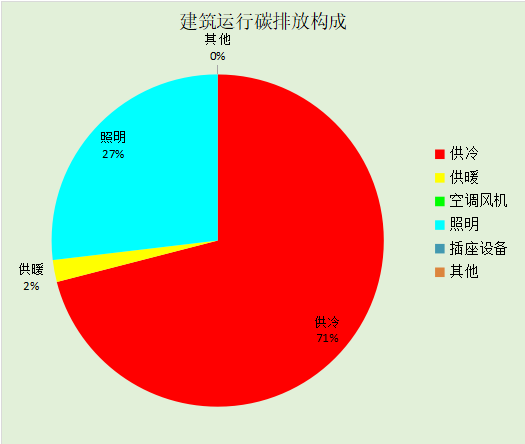 建筑运行碳排放构成
其他
0%
照明
27%
供暖
2%
供冷
71%
供冷
供暖
空调风机
照明
插座设备
其他